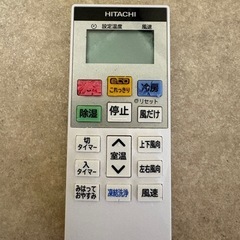 HITACHI
設定温度 風速
eco
これっきり
冷房
リセット
除湿
停止
風だけ
切
タイマー
上下風向
室温
入
タイマー
左右風向
みはって
おやすみ
凍結洗浄
風速